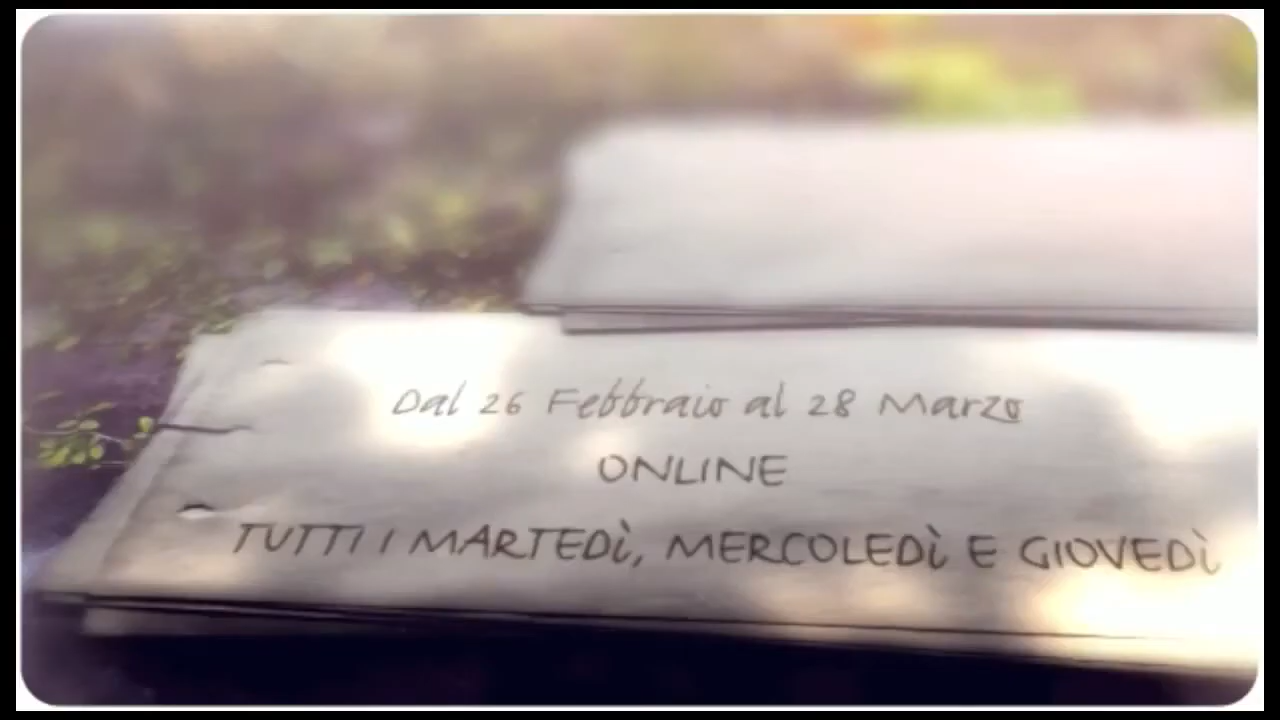 Dal 26 Febbraio al 28 Marzo
ONLINE
TUTTI I MARTEDÌ, MERCOLEDÌ E GIOVEDÌ